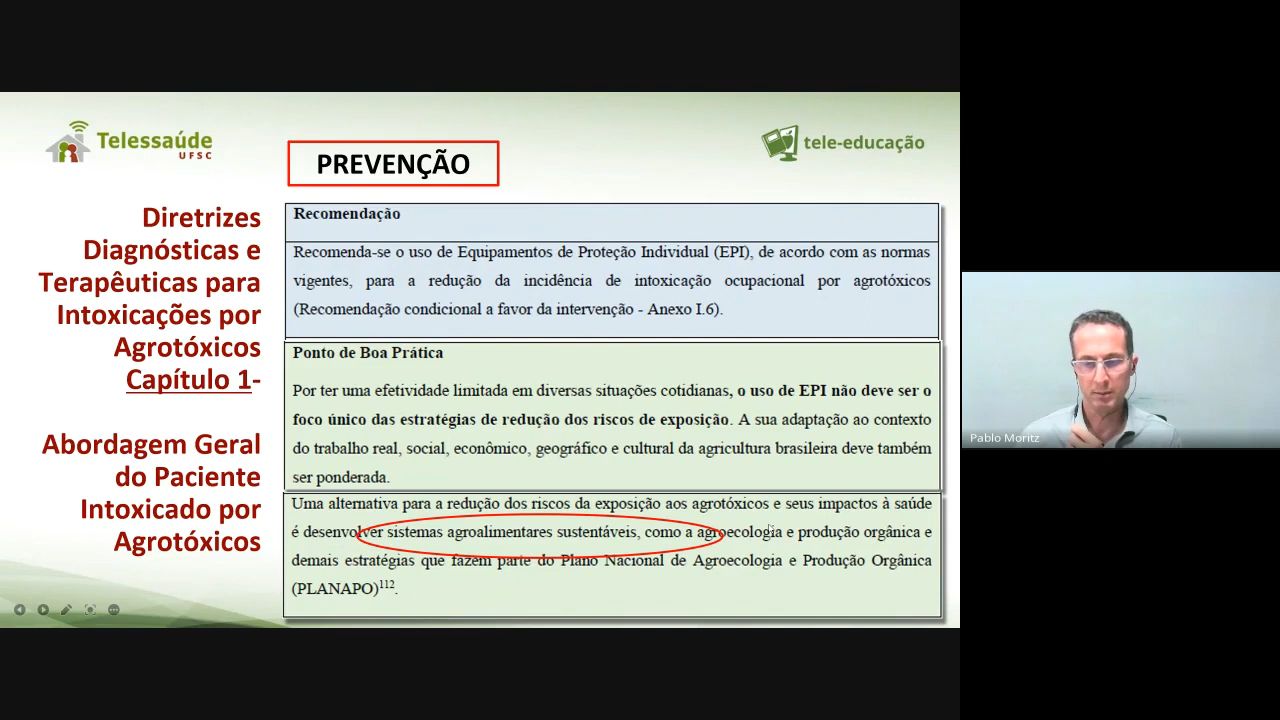 Telessaúde
UFSC
PREVENÇÃO
tele-educação
Diretrizes
Diagnósticas e
Terapêuticas para
Intoxicações por
Agrotóxicos
Capítulo 1-
Abordagem Geral
do Paciente
Intoxicado por
Agrotóxicos
Recomendação
Recomenda-se o uso de Equipamentos de Proteção Individual (EPI), de acordo com as normas
vigentes, para a redução da incidência de intoxicação ocupacional por agrotóxicos
(Recomendação condicional a favor da intervenção - Anexo I.6).
Ponto de Boa Prática
Por ter uma efetividade limitada em diversas situações cotidianas, o uso de EPI não deve ser o
foco único das estratégias de redução dos riscos de exposição. A sua adaptação ao contexto
do trabalho real, social, econômico, geográfico e cultural da agricultura brasileira deve também
ser ponderada.
Uma alternativa para a redução dos riscos da exposição aos agrotóxicos e seus impactos à saúde
é desenvolver sistemas agroalimentares sustentáveis, como a agroecologia e produção orgânica e
demais estratégias que fazem parte do Plano Nacional de Agroecologia e Produção Orgânica
(PLANAPO)112.
Pablo Moritz